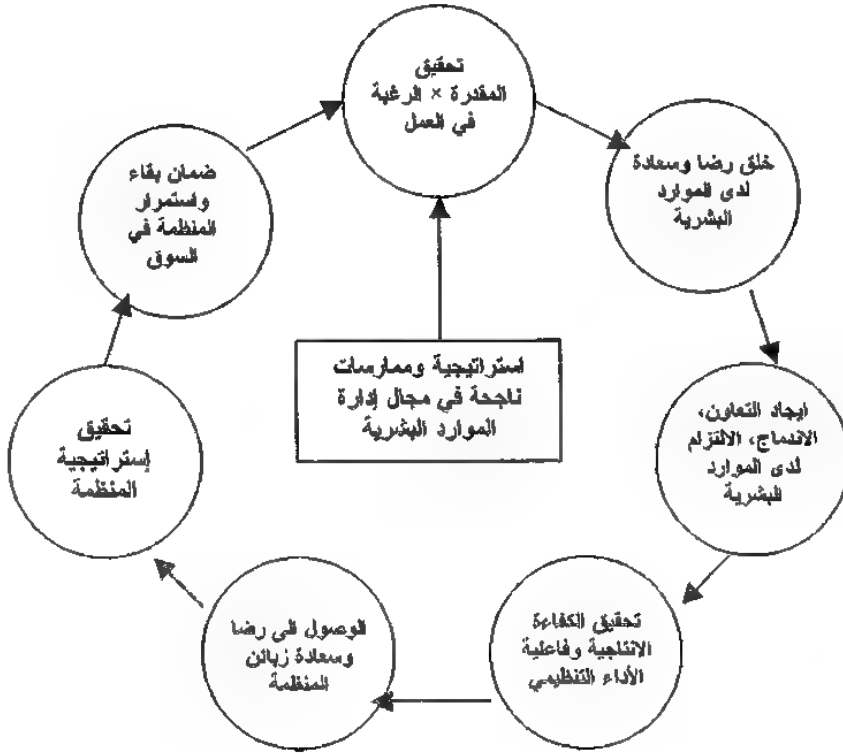 تحقيق
المقدرة × الرغبة
في العمل
خلق رضا وسعادة
لدى الموارد
البشرية
ايجاد التعاون،
الاندماج، الالتزام
لدى الموارد
البشرية
تحقيق الكفاءة
الانتاجية وفاعلية
الأداء التنظيمي
الوصول الى رضا
وسعادة زبائن
المنظمة
تحقيق
إستراتيجية
المنظمة
ضمان بقاء
واستمرار
المنظمة في
السوق
استراتيجية وممارسات
ناجحة في مجال إدارة
الموارد البشرية